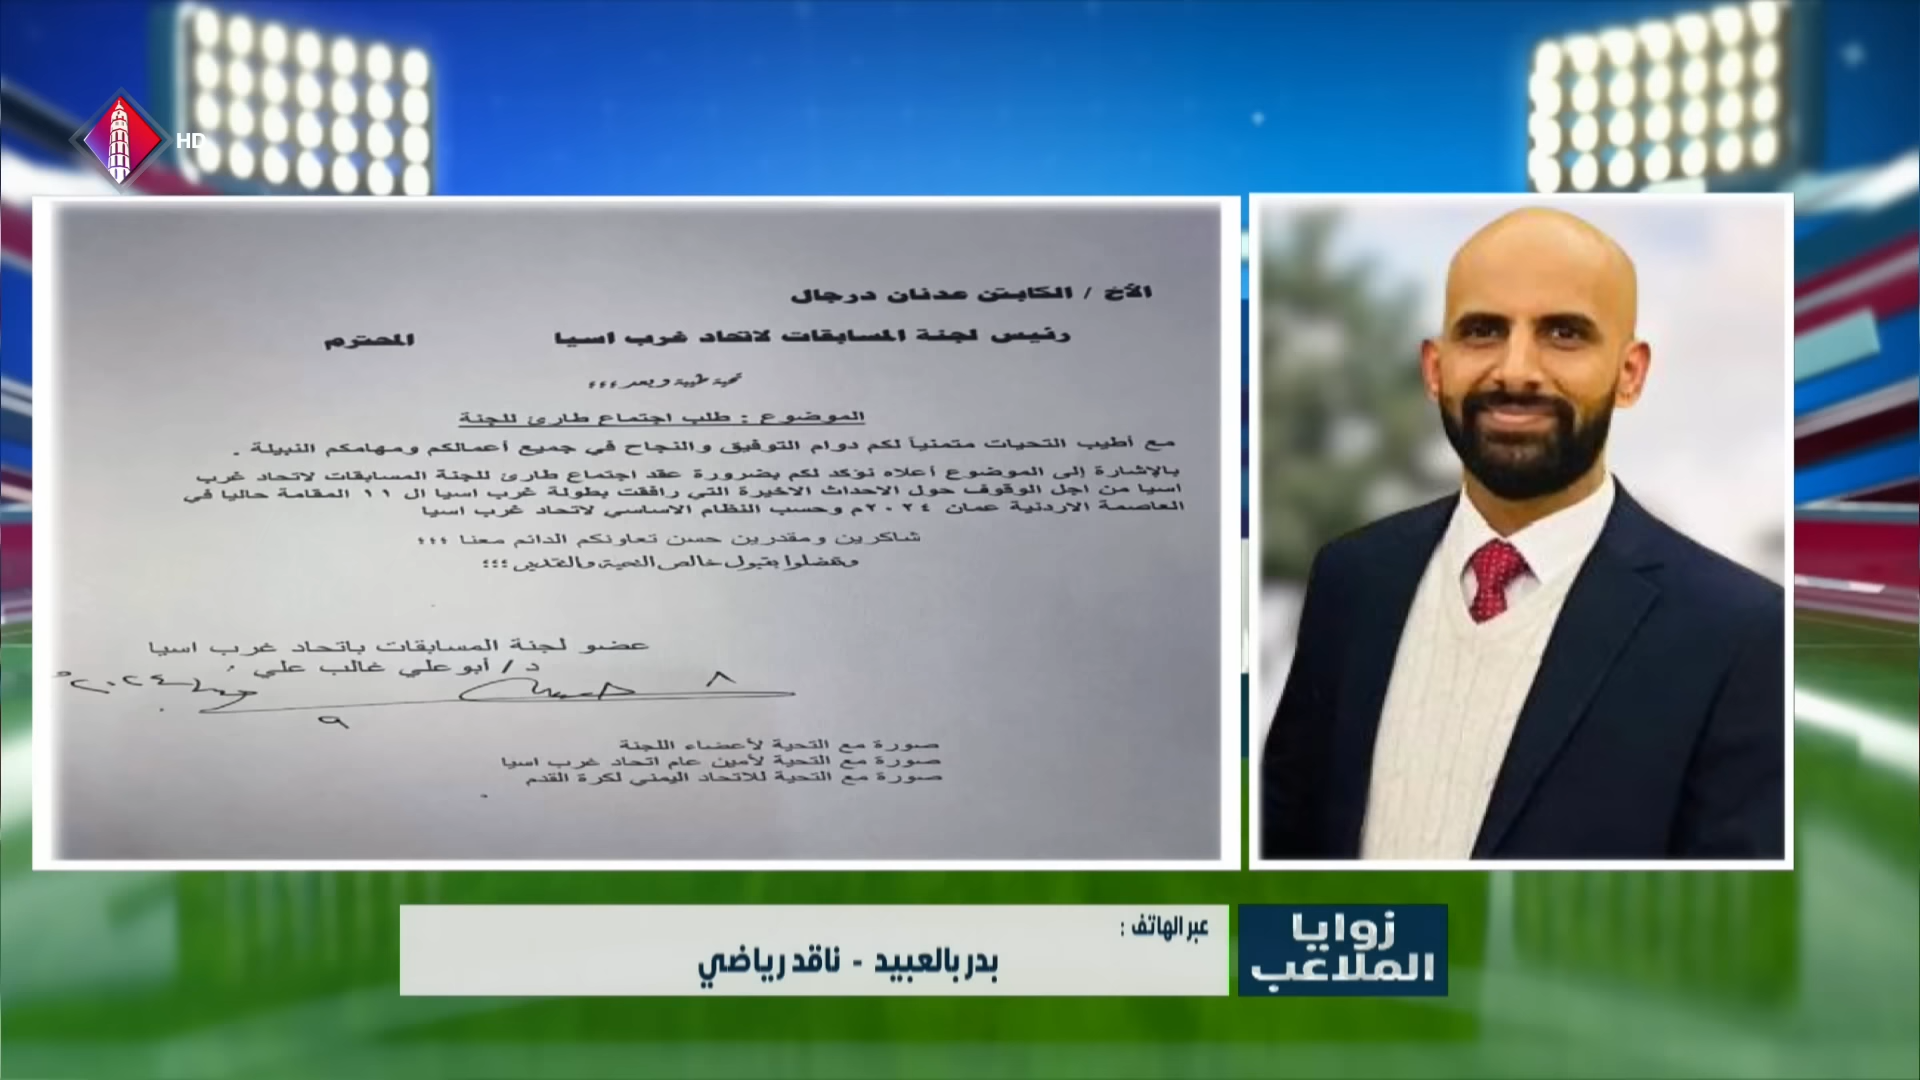 HD
الأخ / الكابتن عدنان درجال
رئيس لجنة المسابقات لاتحاد غرب اسيا المحترم
تحية طيبة وبعد ،،،
الموضوع : طلب اجتماع طارئ للجنة
مع أطيب التحيات متمنياً لكم دوام التوفيق والنجاح في جميع أعمالكم ومهامكم النبيلة .
بالإشارة إلى الموضوع أعلاه نؤكد لكم بضرورة عقد اجتماع طارئ للجنة المسابقات لاتحاد غرب
اسيا من اجل الوقوف حول الاحداث الاخيرة التي رافقت بطولة غرب اسيا ال ١١ المقامة حاليا في
العاصمة الاردنية عمان ٢٠٢٤م وحسب النظام الاساسي لاتحاد غرب اسيا
شاكرين ومقدرين حسن تعاونكم الدائم معنا ،،،
وتفضلوا بقبول خالص التحية والتقدير ،،،
عضو لجنة المسابقات باتحاد غرب اسيا
د / أبو علي غالب علي
صورة مع التحية لأعضاء اللجنة
صورة مع التحية لأمين عام اتحاد غرب اسيا
صورة مع التحية للاتحاد اليمني لكرة القدم
زوايا
الملاعب
عبر الهاتف :
بدر بالعبيد - ناقد رياضي